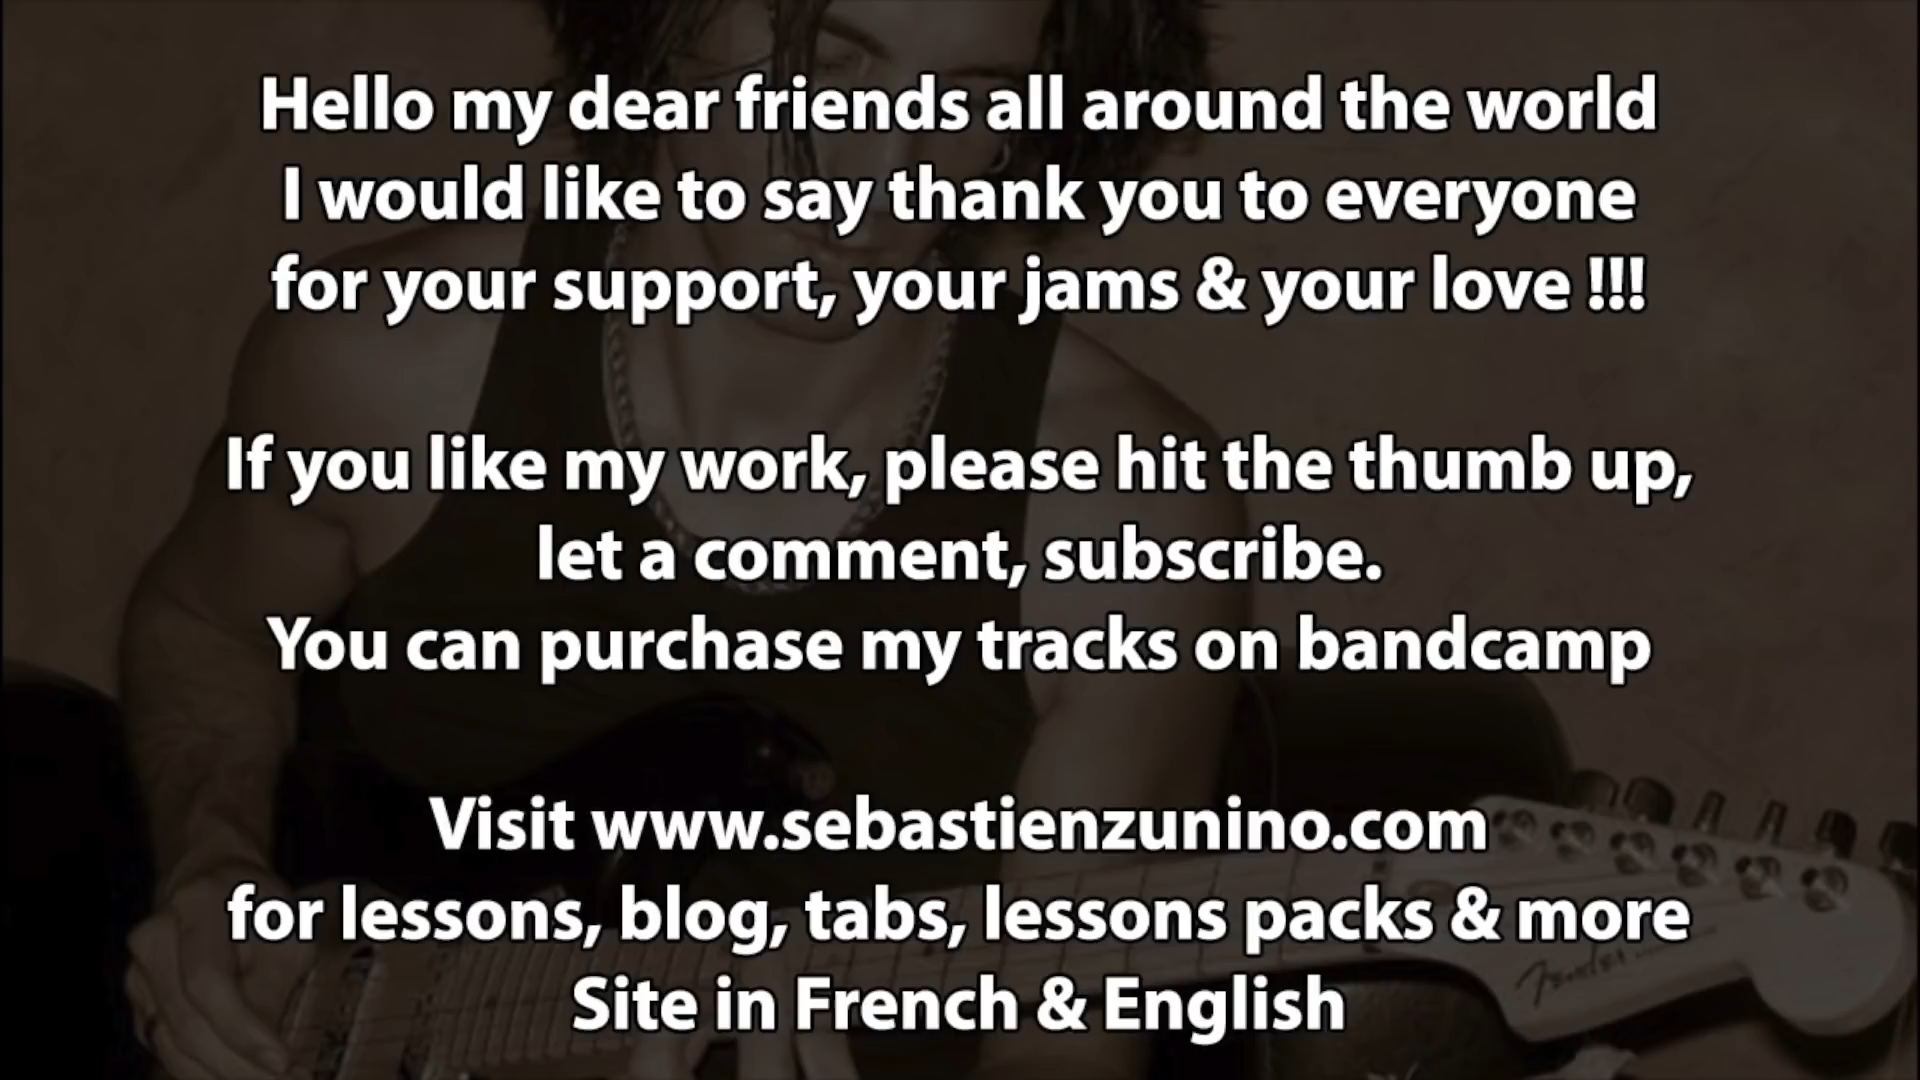 Hello my dear friends all around the world
I would like to say thank you to everyone
for your support, your jams & your love !!!
If you like my work, please hit the thumb up,
let a comment, subscribe.
You can purchase my tracks on bandcamp
Visit www.sebastienzunino.com
for lessons, blog, tabs, lessons packs & more
Fender
Site in French & English